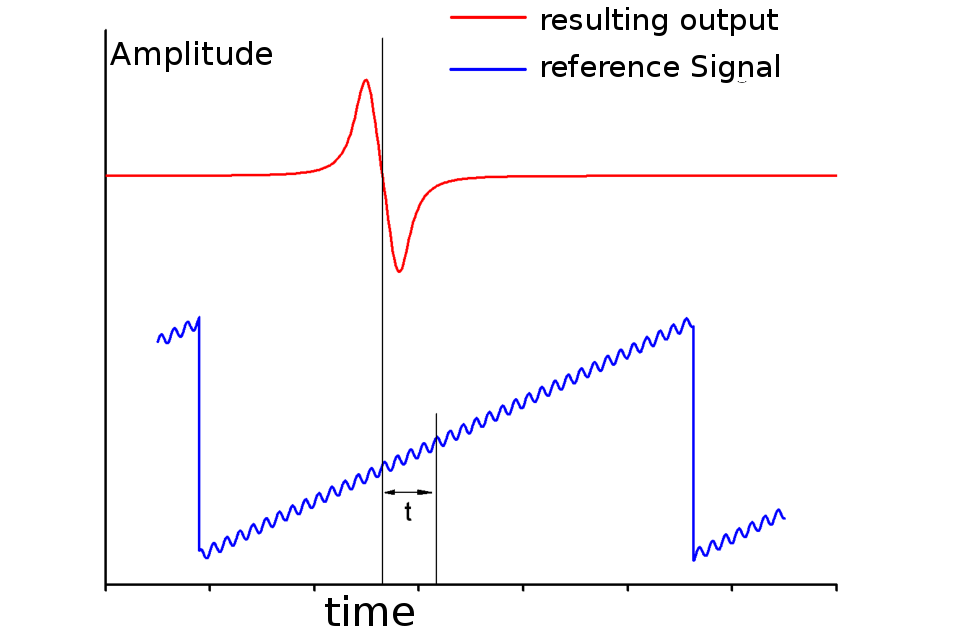 resulting output
reference Signal
Amplitude
t
time